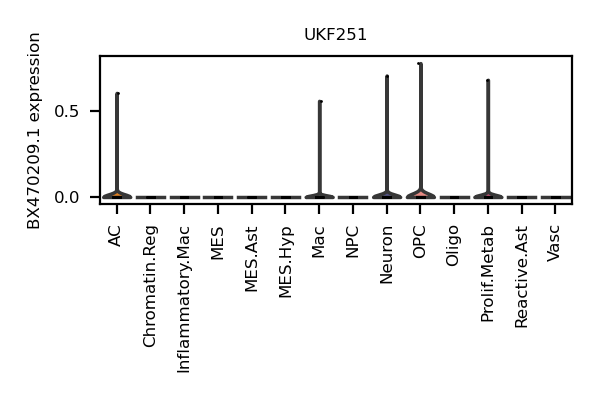 UKF251
BX470209.1 expression
0.5
0.0
AC
Chromatin.Reg
Inflammatory.Mac
MES
MES.Ast
MES.Hyp
Mac
NPC
Neuron
OPC
Oligo
Prolif.Metab
Reactive.Ast
Vasc